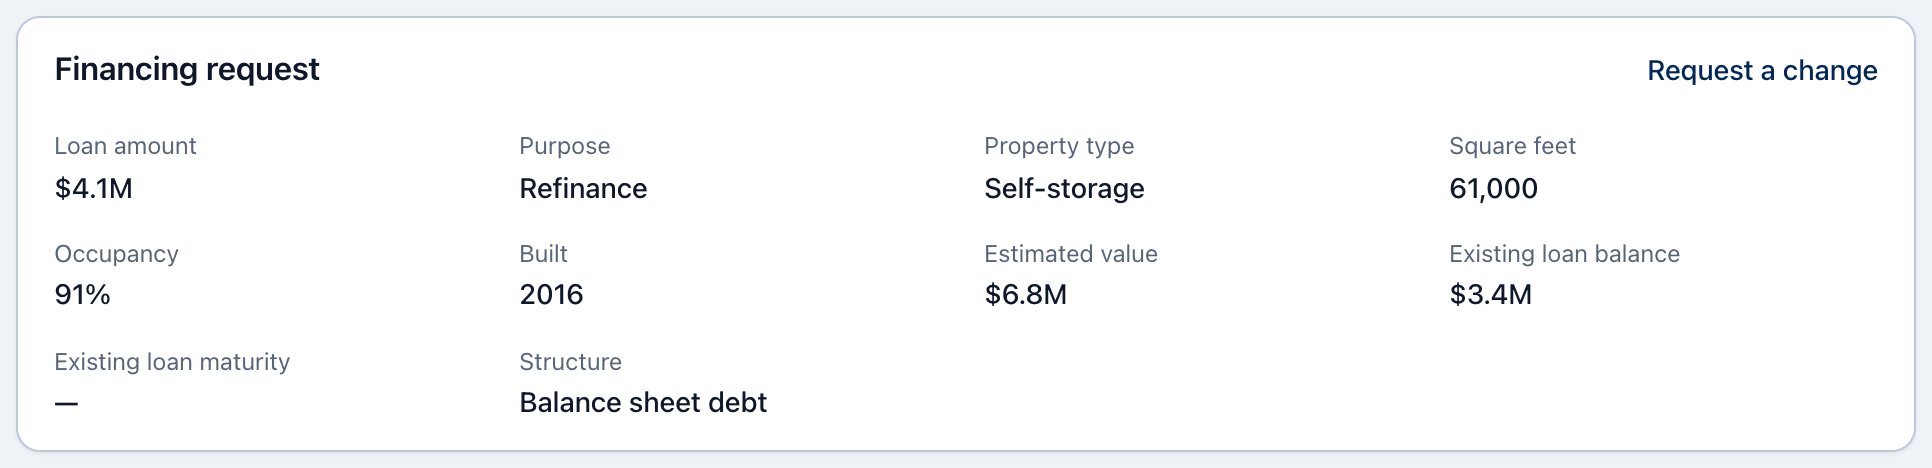 Financing request
Request a change
Loan amount
Purpose
Property type
Square feet
$4.1M
Refinance
Self-storage
61,000
Occupancy
Built
Estimated value
Existing loan balance
91%
2016
$6.8M
$3.4M
Existing loan maturity
Structure
—
Balance sheet debt